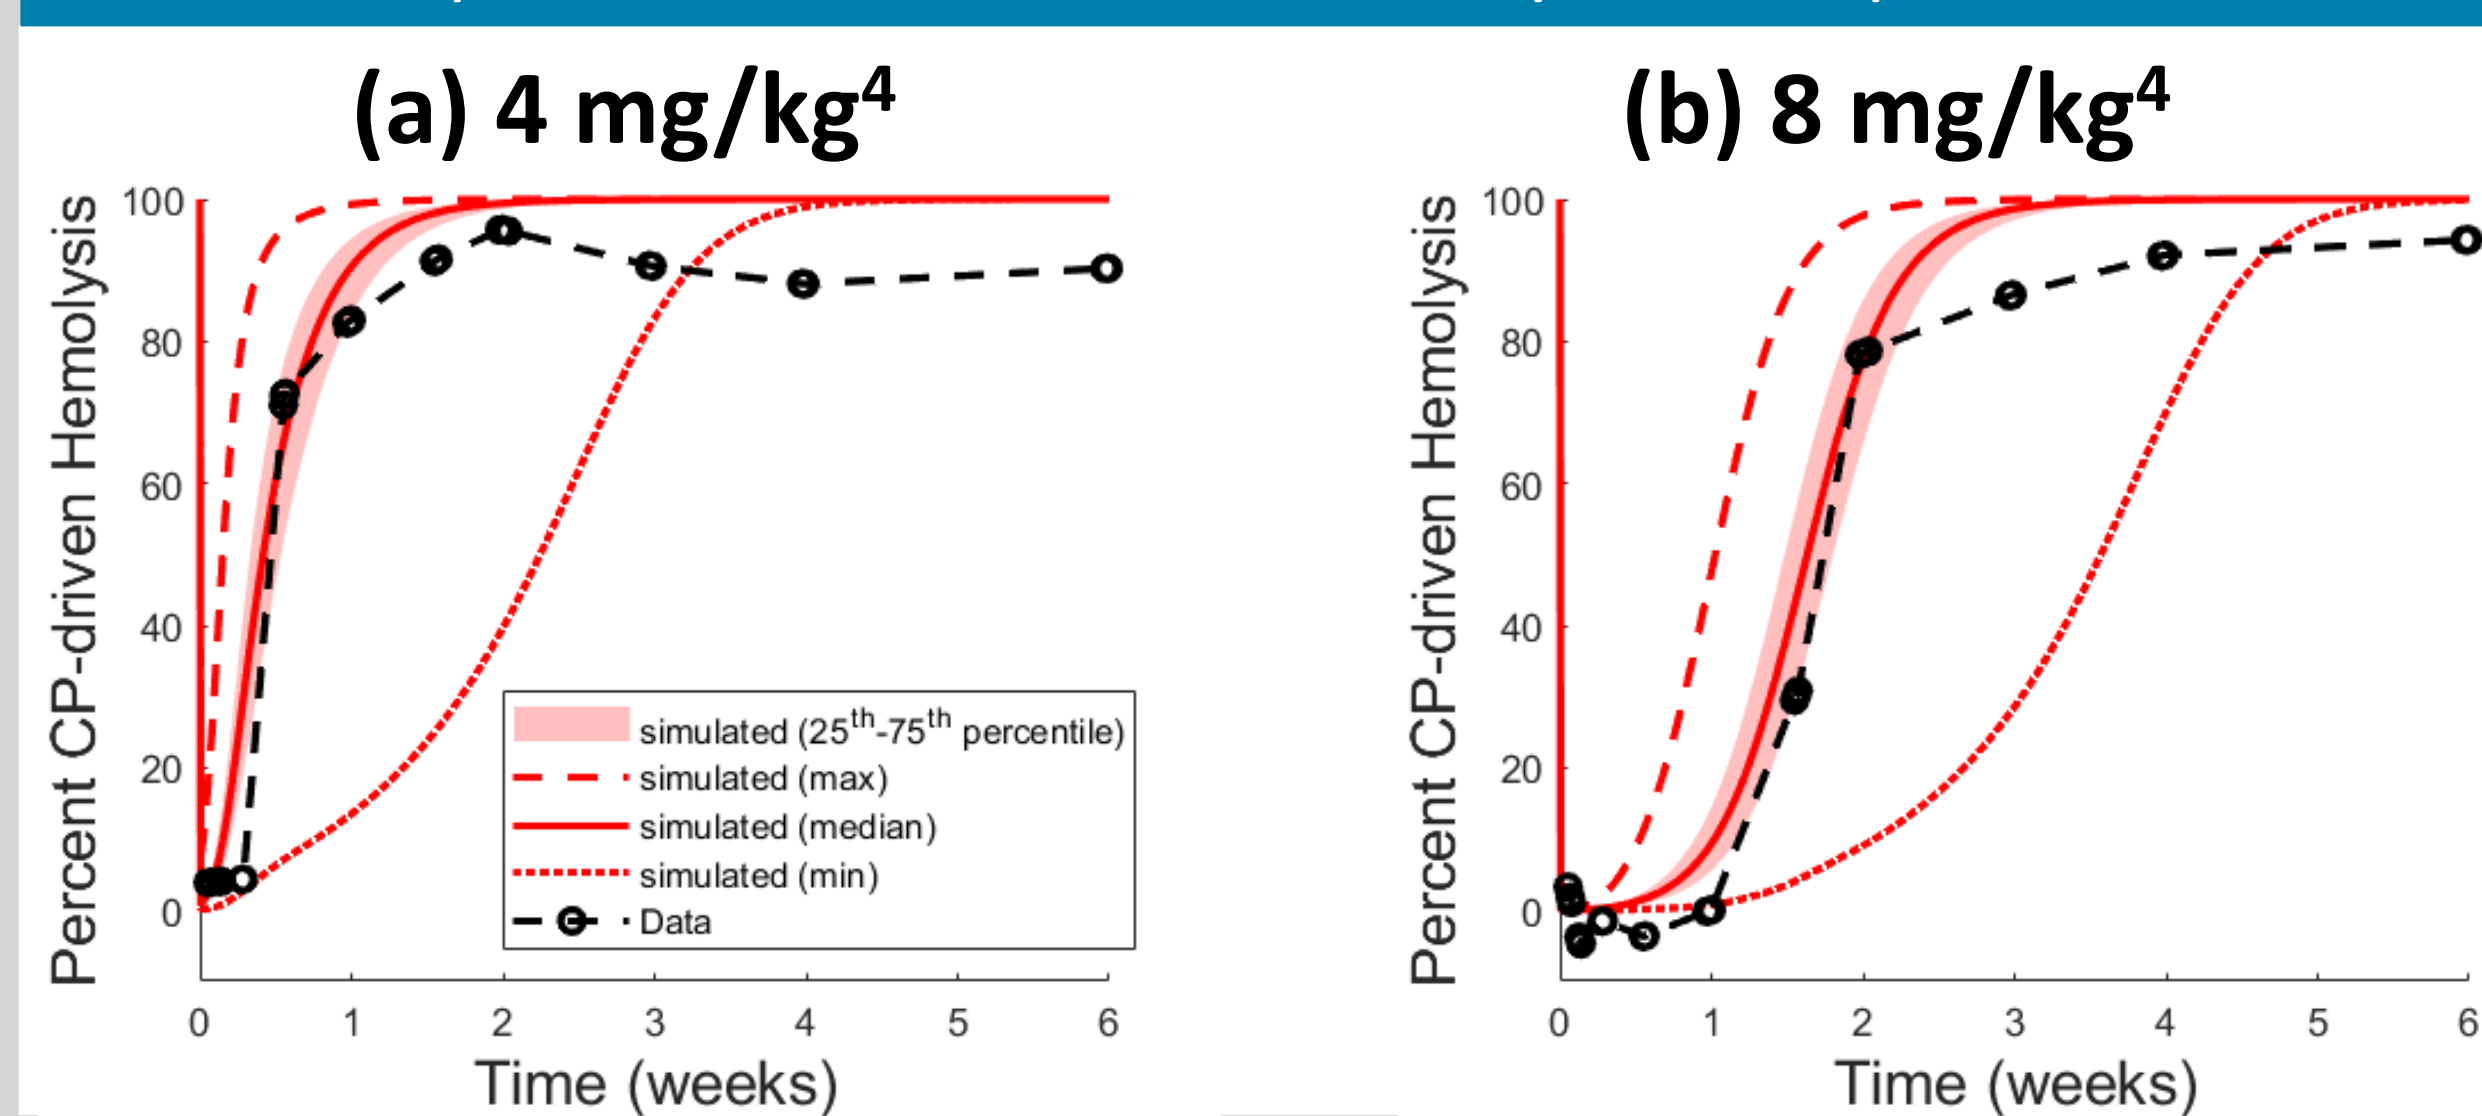 (a) 4 mg/kg⁴
Percent CP-driven Hemolysis
100
80
60
40
20
0
simulated (25th-75th percentile)
simulated (max)
simulated (median)
simulated (min)
Data
0 1 2 3 4 5 6
Time (weeks)
(b) 8 mg/kg⁴
Percent CP-driven Hemolysis
100
80
60
40
20
0
0 1 2 3 4 5 6
Time (weeks)